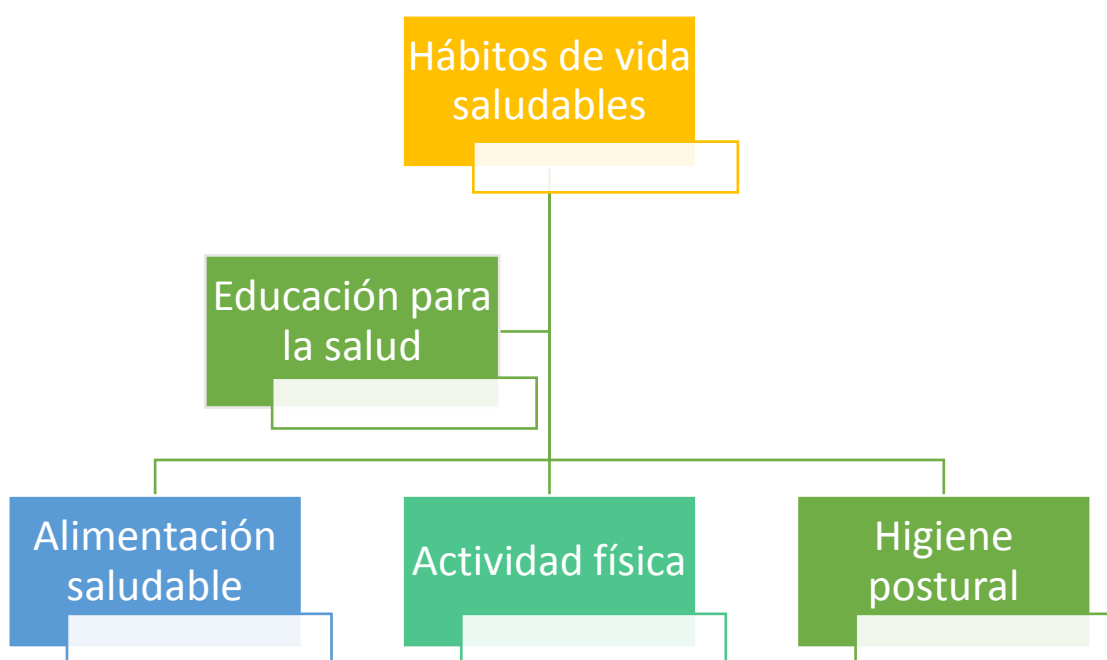 Hábitos de vida
saludables
Educación para
la salud
Alimentación
saludable
Actividad física
Higiene
postural